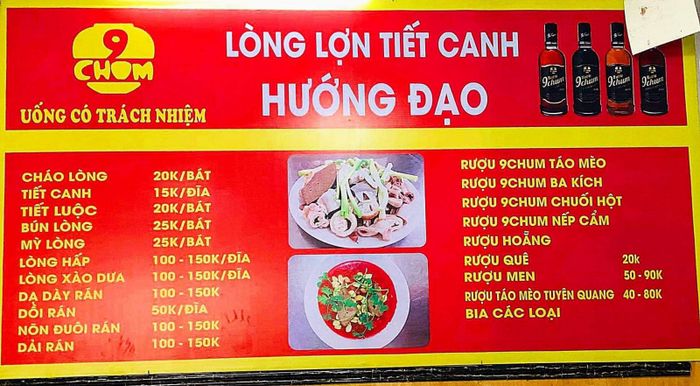 9
CHUM
UỐNG CÓ TRÁCH NHIỆM
LÒNG LỢN TIẾT CANH
HƯỚNG ĐẠO
9chum
9chum
9chum
9chum
CHÁO LÒNG 20K/BÁT
TIẾT CANH 15K/ĐĨA
TIẾT LUỘC 20K/BÁT
BÚN LÒNG 25K/BÁT
MỲ LÒNG 25K/BÁT
LÒNG HẤP 100 - 150K/ĐĨA
LÒNG XÀO DƯA 100 - 150K/ĐĨA
DẠ DÀY RÁN 100 - 150K
DỒI RÁN 50K/ĐĨA
NÕN ĐUÔI RÁN 100 - 150K
DẢI RÁN 100 - 150K
RƯỢU 9CHUM TÁO MÈO
RƯỢU 9CHUM BA KÍCH
RƯỢU 9CHUM CHUỐI HỘT
RƯỢU 9CHUM NẾP CẨM
RƯỢU HOẴNG
RƯỢU QUÊ 20k
RƯỢU MEN 50 - 90K
RƯỢU TÁO MÈO TUYÊN QUANG 40 - 80K
BIA CÁC LOẠI